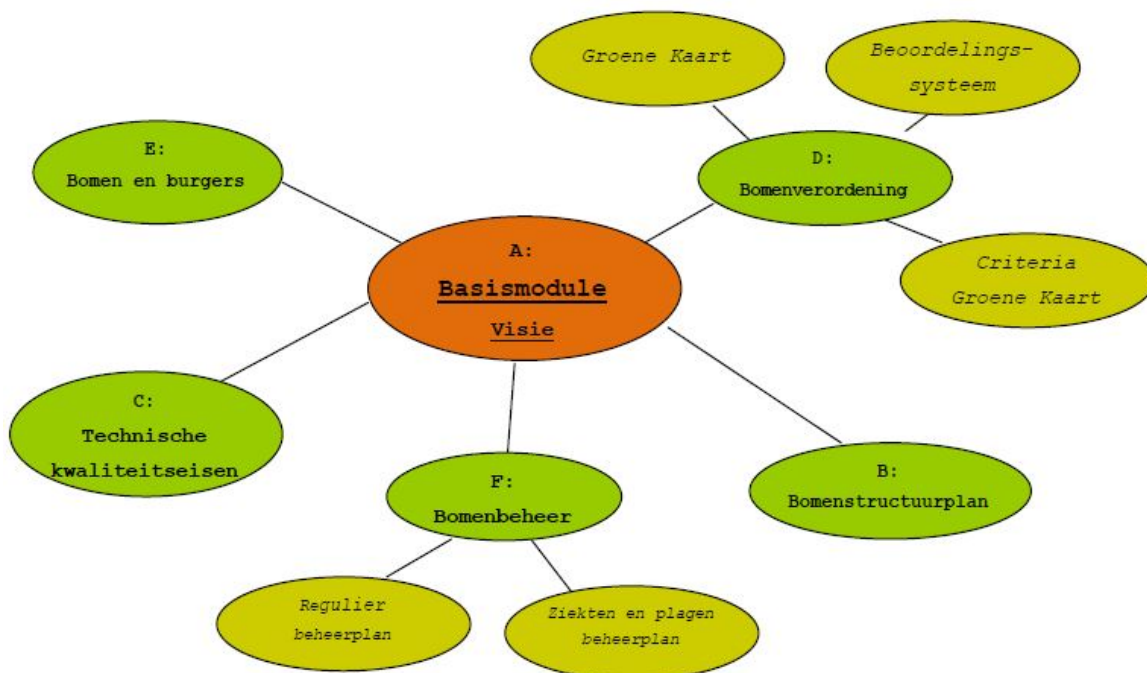 Groene Kaart
Beoordelings-
systeem
E:
Bomen en burgers
D:
Bomenverordening
A:
Basismodule
Visie
Criteria
Groene Kaart
C:
Technische
kwaliteitseisen
F:
Bomenbeheer
B:
Bomenstructuurplan
Regulier
beheerplan
Ziekten en plagen
beheerplan